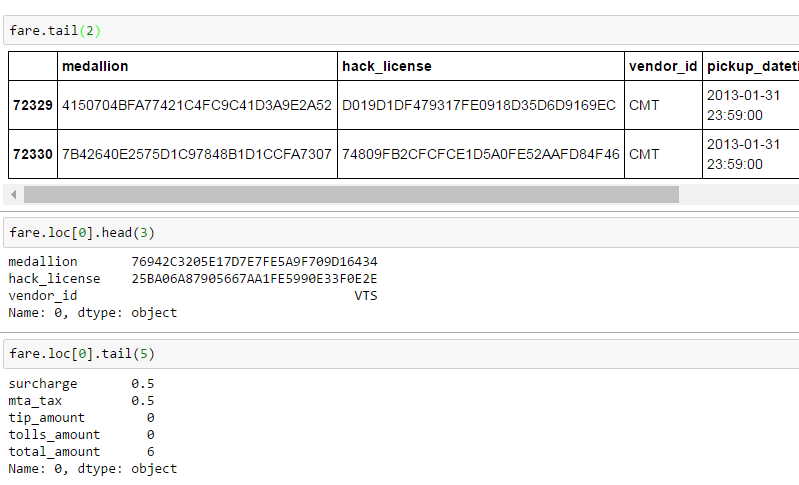 fare.tail(2)
medallion hack_license vendor_id pickup_dateti
72329 4150704BFA77421C4FC9C41D3A9E2A52 D019D1DF479317FE0918D35D6D9169EC CMT 2013-01-31
23:59:00
72330 7B42640E2575D1C97848B1D1CCFA7307 74809FB2CFCFCE1D5A0FE52AAFD84F46 CMT 2013-01-31
23:59:00
fare.loc[0].head(3)
medallion 76942C3205E17D7E7FE5A9F709D16434
hack_license 25BA06A87905667AA1FE5990E33F0E2E
vendor_id VTS
Name: 0, dtype: object
fare.loc[0].tail(5)
surcharge 0.5
mta_tax 0.5
tip_amount 0
tolls_amount 0
total_amount 6
Name: 0, dtype: object